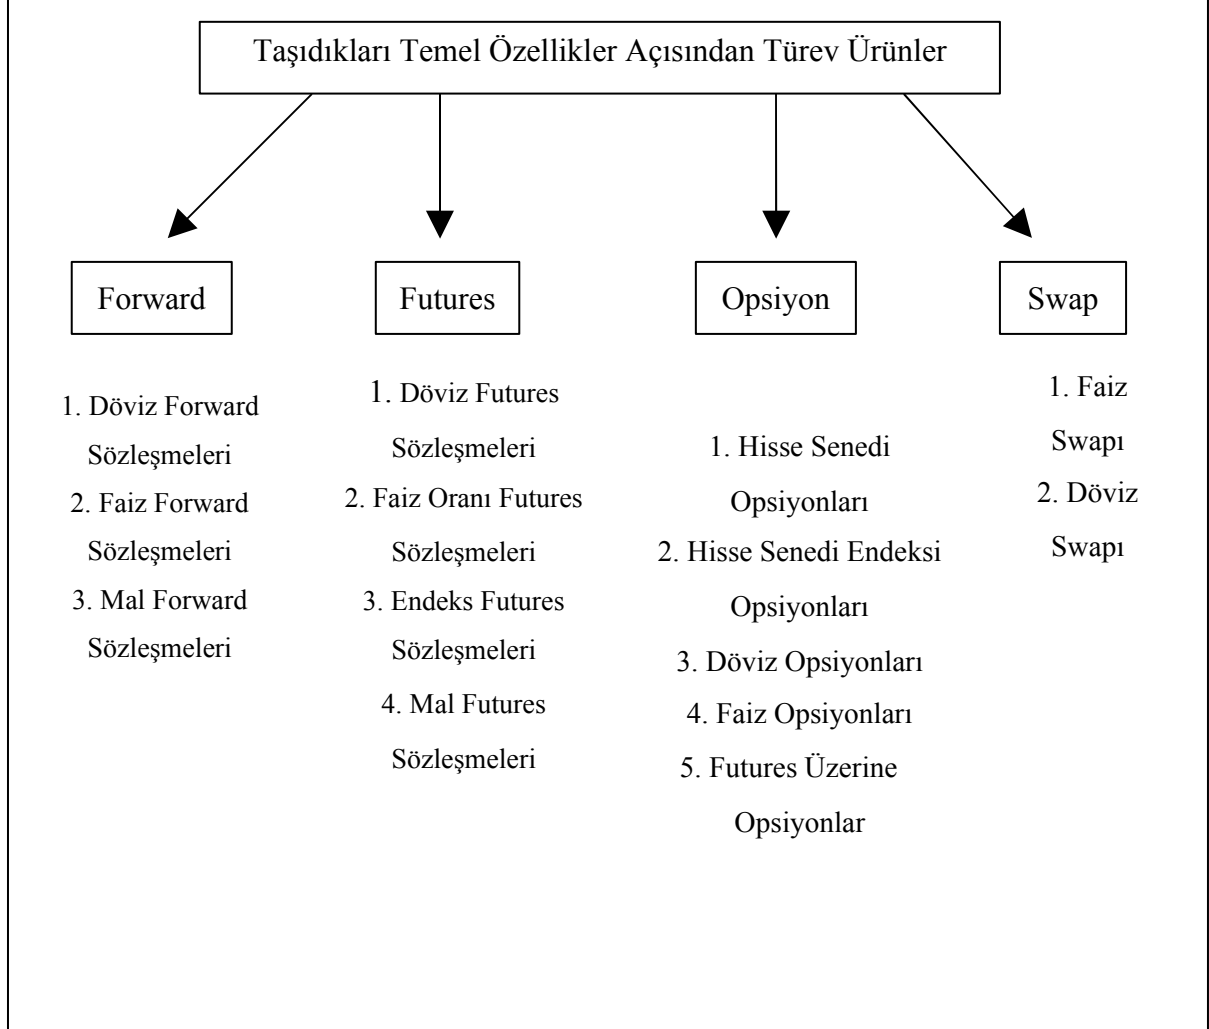 Taşıdıkları Temel Özellikler Açısından Türev Ürünler
Forward
Futures
Opsiyon
Swap
1. Döviz Forward
Sözleşmeleri
2. Faiz Forward
Sözleşmeleri
3. Mal Forward
Sözleşmeleri
1. Döviz Futures
Sözleşmeleri
2. Faiz Oranı Futures
Sözleşmeleri
3. Endeks Futures
Sözleşmeleri
4. Mal Futures
Sözleşmeleri
1. Hisse Senedi
Opsiyonları
2. Hisse Senedi Endeksi
Opsiyonları
3. Döviz Opsiyonları
4. Faiz Opsiyonları
5. Futures Üzerine
Opsiyonlar
1. Faiz
Swapı
2. Döviz
Swapı